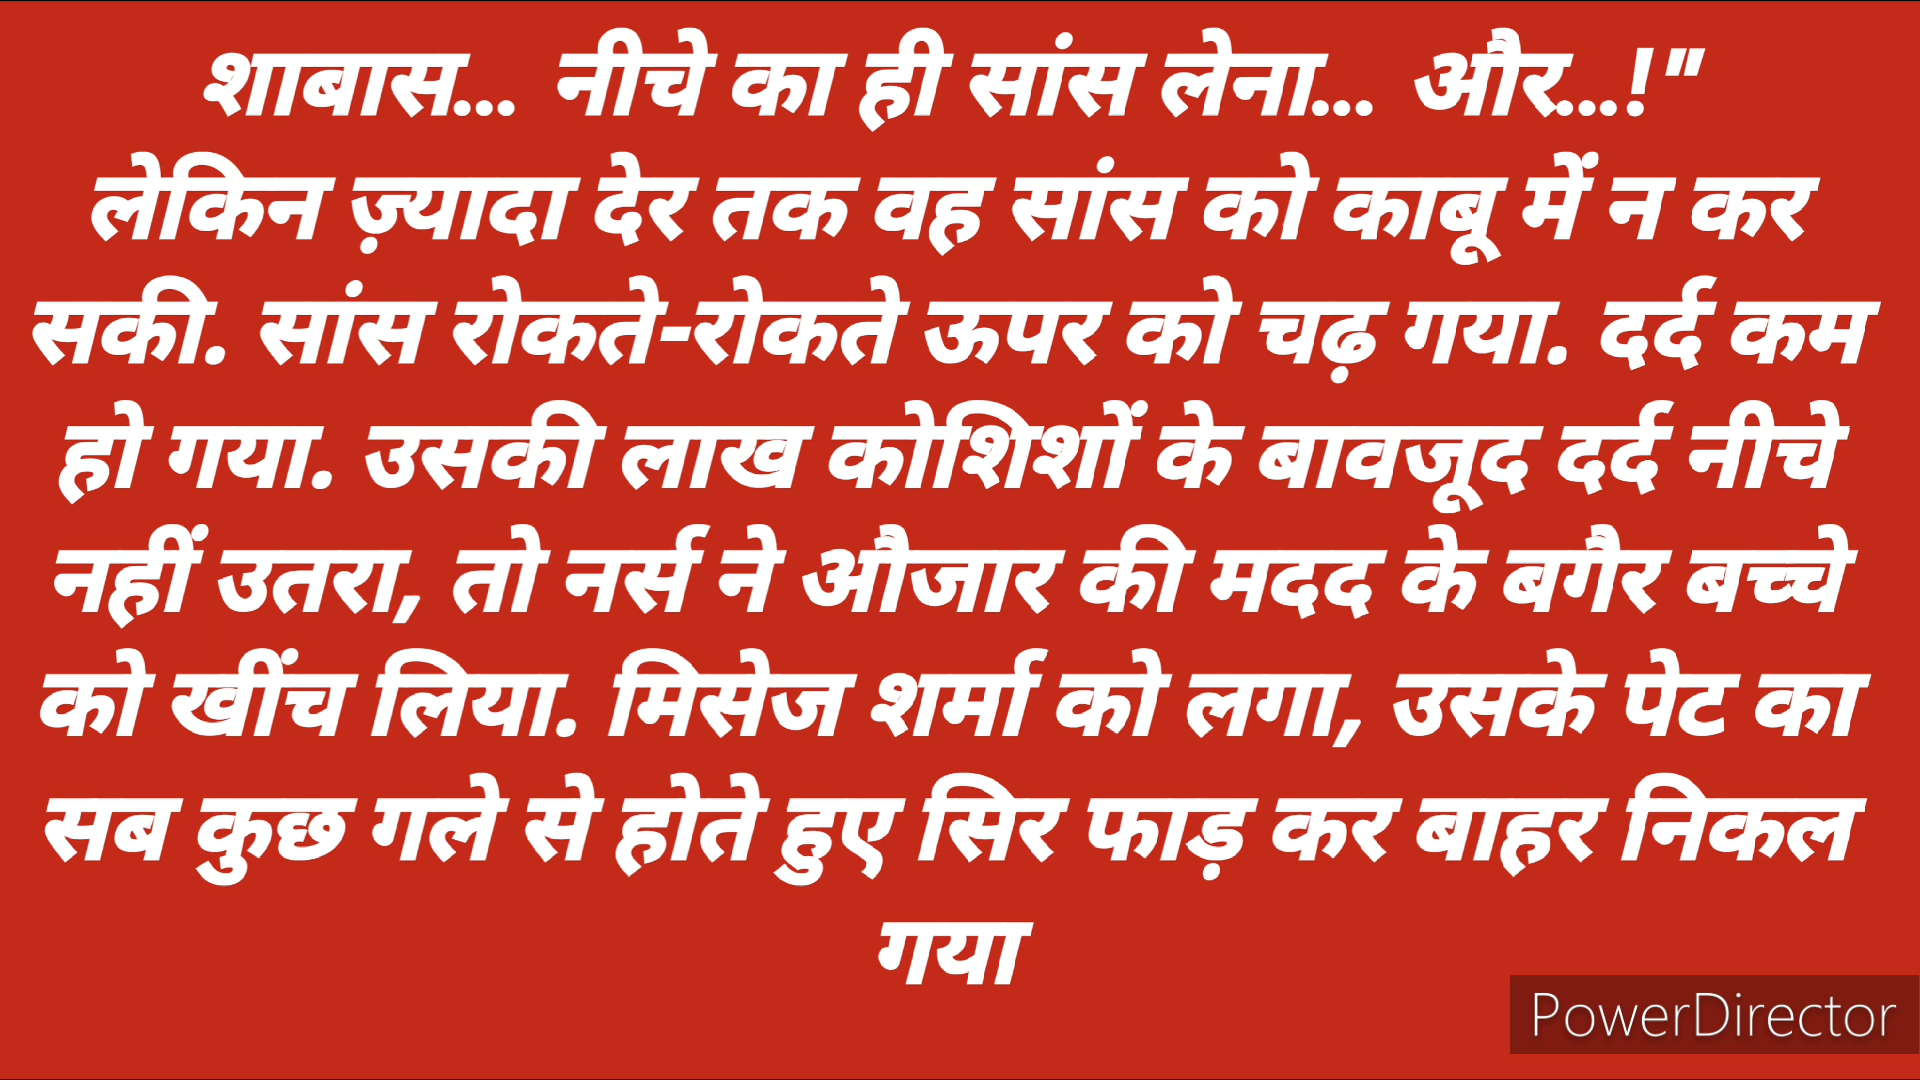 शाबास... नीचे का ही सांस लेना... और...!"
लेकिन ज़्यादा देर तक वह सांस को काबू में न कर
सकी. सांस रोकते-रोकते ऊपर को चढ़ गया. दर्द कम
हो गया. उसकी लाख कोशिशों के बावजूद दर्द नीचे
नहीं उतरा, तो नर्स ने औजार की मदद के बगैर बच्चे
को खींच लिया. मिसेज शर्मा को लगा, उसके पेट का
सब कुछ गले से होते हुए सिर फाड़ कर बाहर निकल
गया
PowerDirector